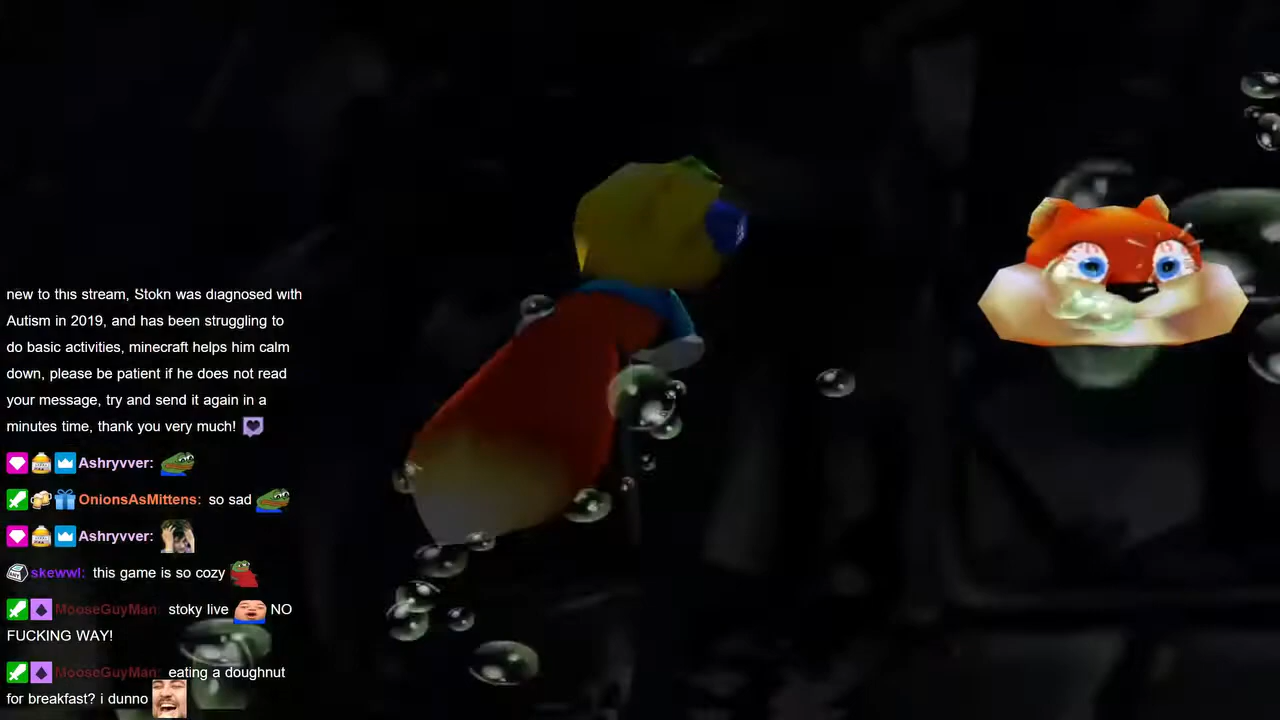 new to this stream, Stokn was diagnosed with
Autism in 2019, and has been struggling to
do basic activities, minecraft helps him calm
down, please be patient if he does not read
your message, try and send it again in a
minutes time, thank you very much!
Ashryvver:
OnionsAsMittens: so sad
Ashryvver:
skewwl: this game is so cozy
MooseGuyMan: stoky live NO
FUCKING WAY!
MooseGuyMan: eating a doughnut
for breakfast? i dunno